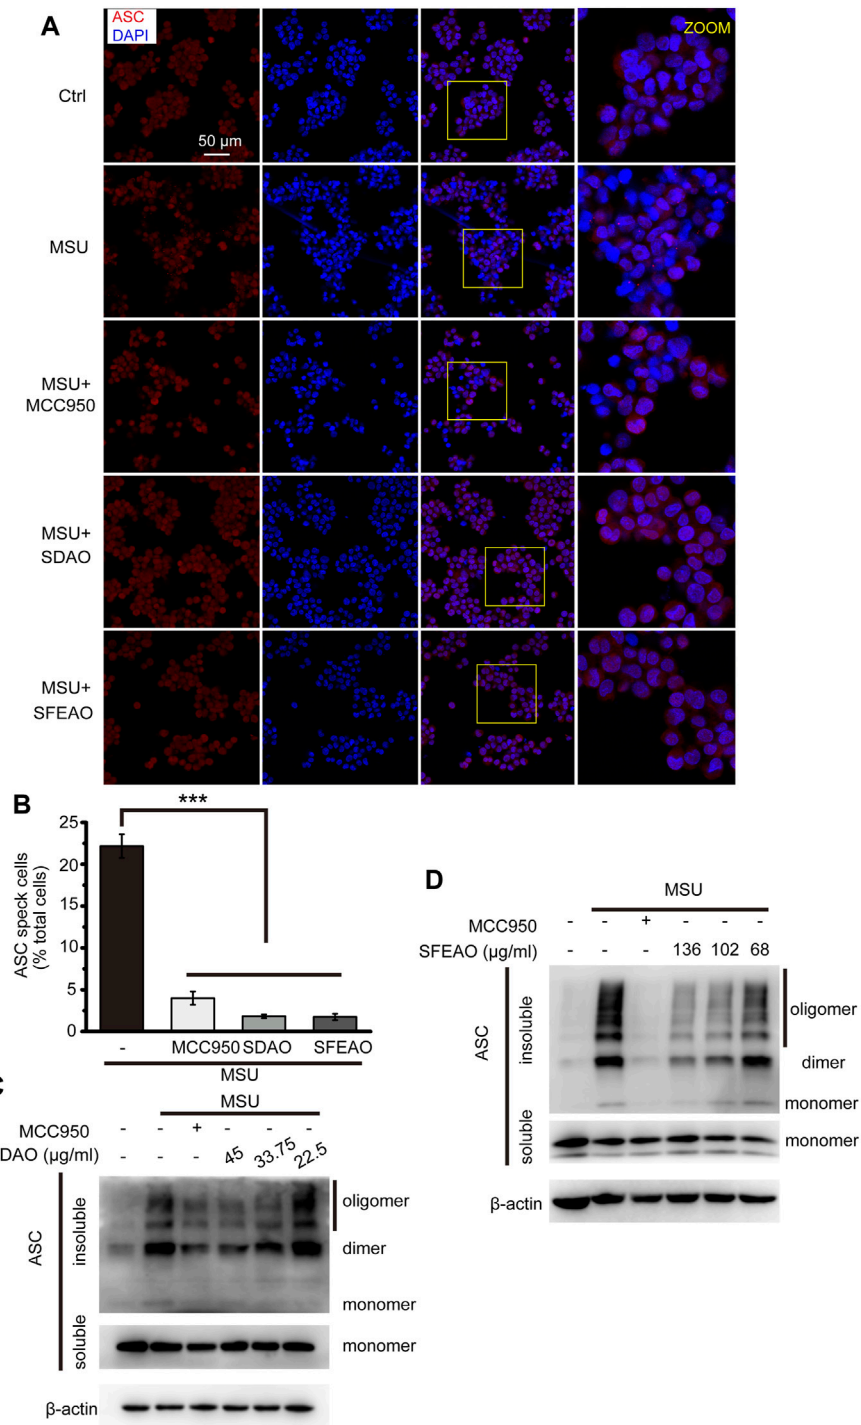 A
ASC
DAPI
ZOOM
Ctrl
50 μm
MSU
MSU+
MCC950
MSU+
SDAO
MSU+
SFEAO
B
***
ASC speck cells
(% total cells)
25
20
15
10
5
0
- MCC950 SDAO SFEAO
MSU
MSU
MCC950 - - + - - -
DAO (μg/ml) - - - 45 33.75 22.5
ASC
insoluble
soluble
oligomer
dimer
monomer
monomer
β-actin
D
MSU
MCC950 - - + - - -
SFEAO (μg/ml) - - - 136 102 68
ASC
insoluble
soluble
oligomer
dimer
monomer
monomer
β-actin